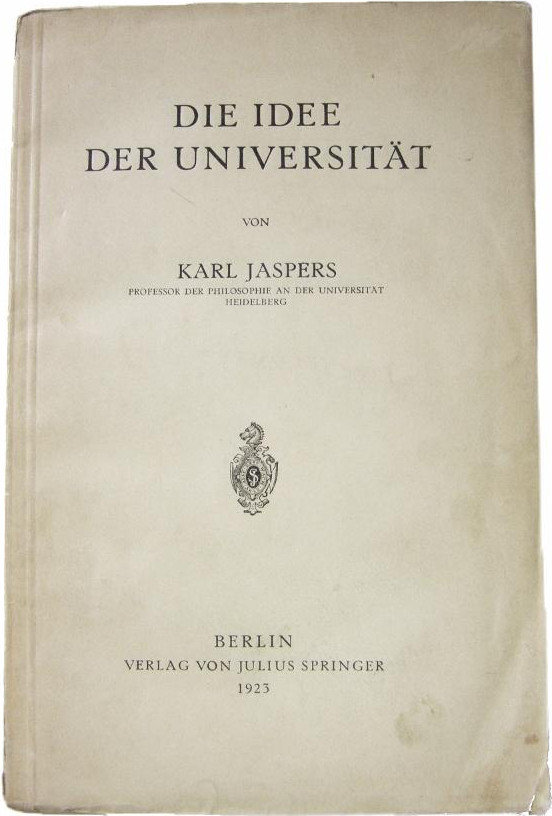 DIE IDEE
DER UNIVERSITÄT
VON
KARL JASPERS
PROFESSOR DER PHILOSOPHIE AN DER UNIVERSITÄT
HEIDELBERG
BERLIN
VERLAG VON JULIUS SPRINGER
1923